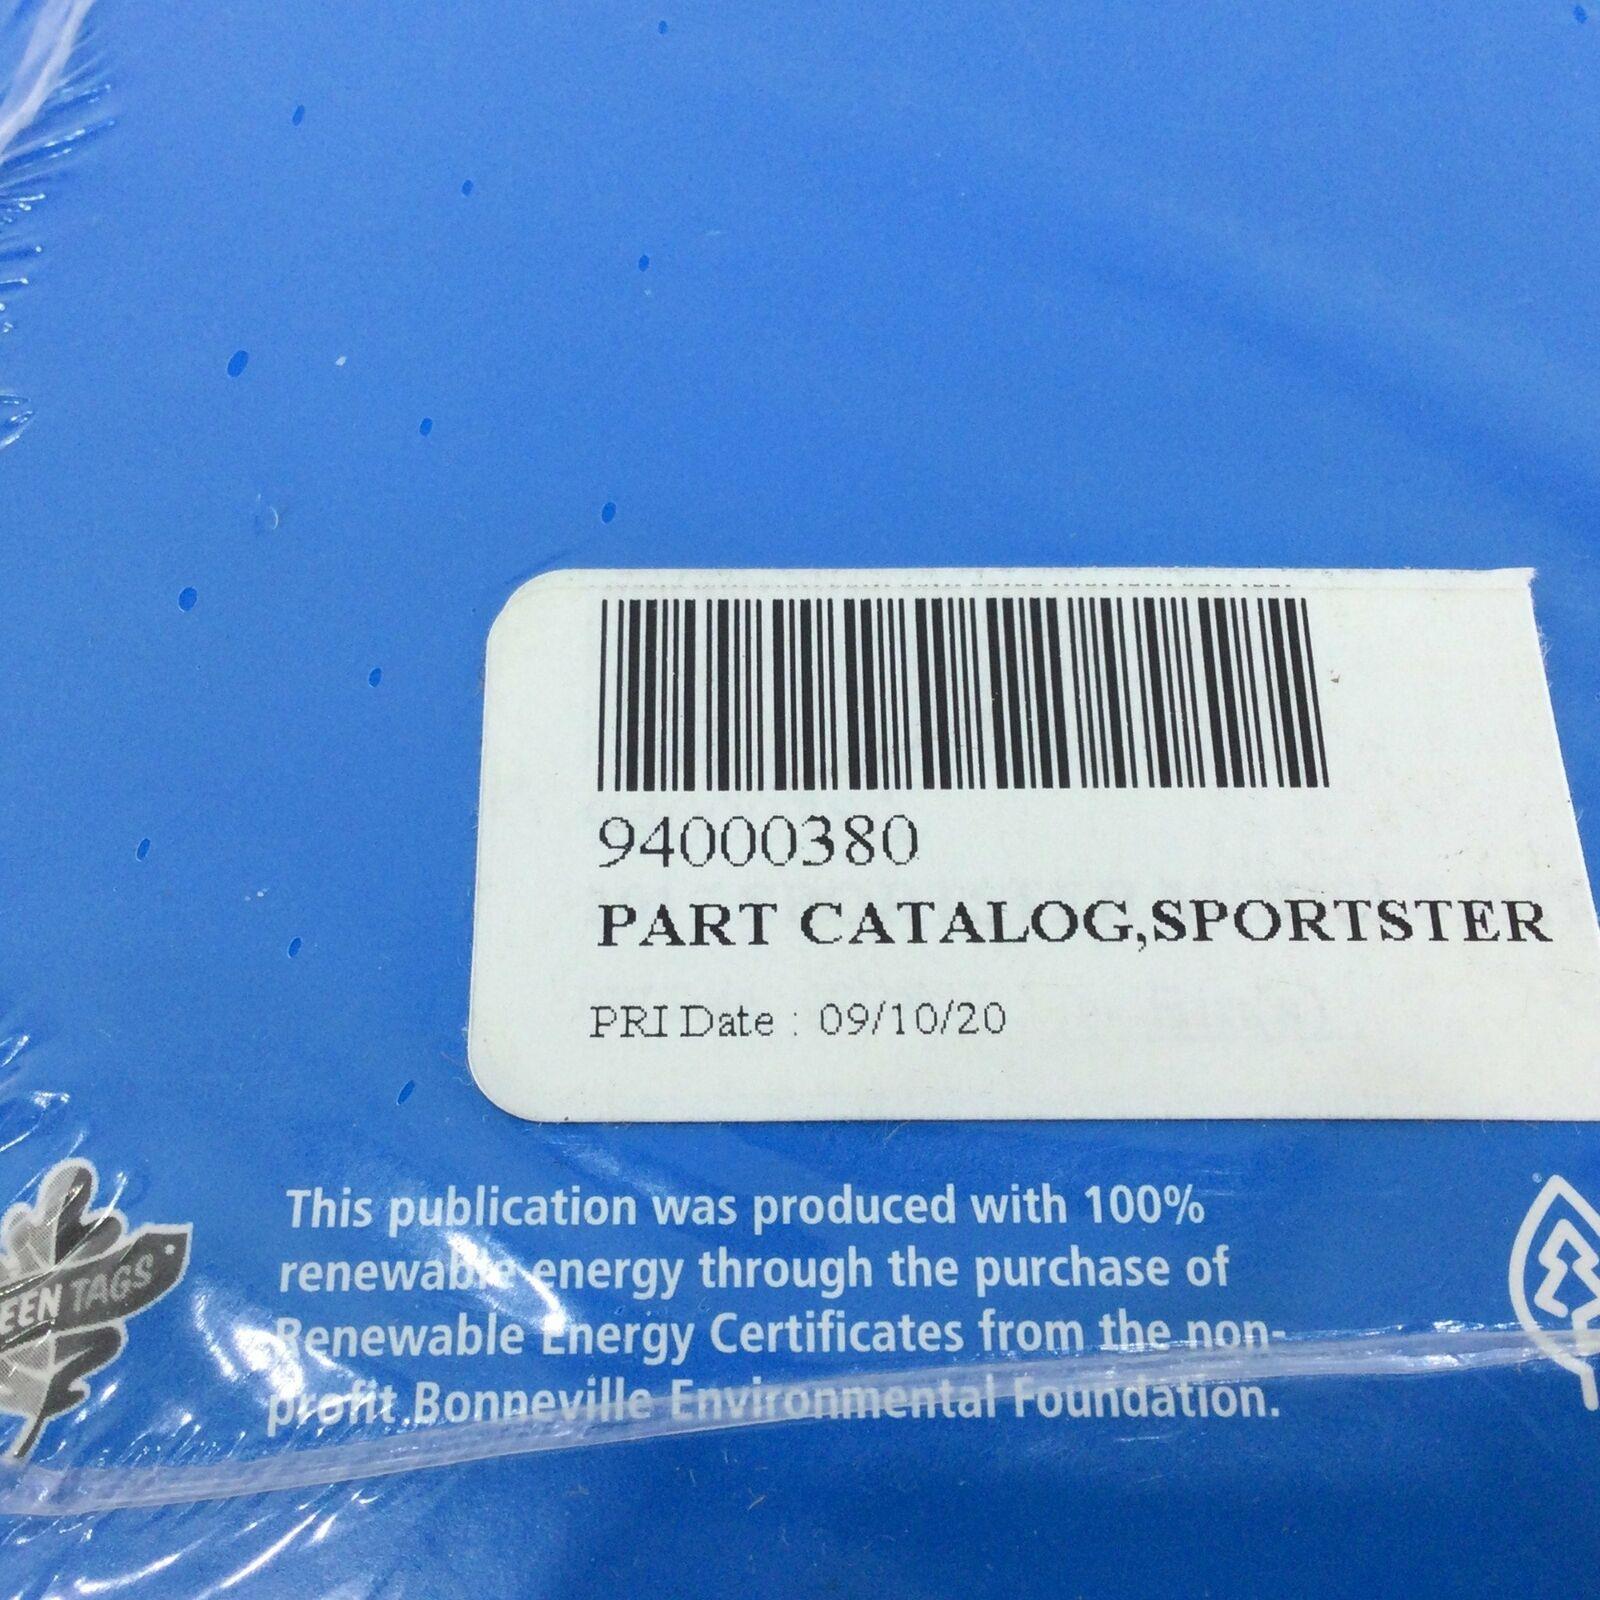 94000380
PART CATALOG,SPORTSTER
PRI Date : 09/10/20
This publication was produced with 100%
renewable energy through the purchase of
Renewable Energy Certificates from the non-
profit Bonneville Environmental Foundation.
EEN TAGS